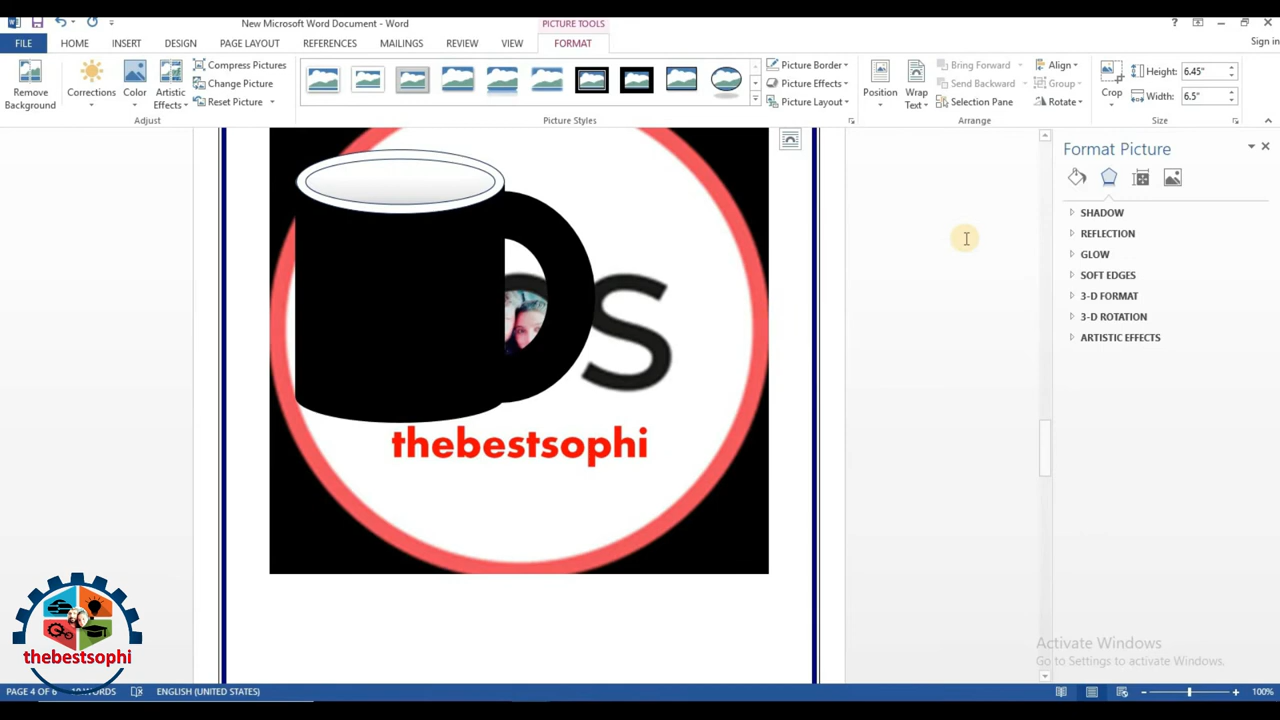 New Microsoft Word Document - Word
PICTURE TOOLS
?
FILE
HOME
INSERT
DESIGN
PAGE LAYOUT
REFERENCES
MAILINGS
REVIEW
VIEW
FORMAT
Sign in
Remove Background
Corrections
Color
Artistic Effects
Compress Pictures
Change Picture
Reset Picture
Picture Border
Picture Effects
Picture Layout
Position
Wrap Text
Bring Forward
Send Backward
Selection Pane
Align
Group
Rotate
Crop
Height: 6.45"
Width: 6.5"
Adjust
Picture Styles
Arrange
Size
Format Picture
SHADOW
REFLECTION
GLOW
SOFT EDGES
3-D FORMAT
3-D ROTATION
ARTISTIC EFFECTS
S
thebestsophi
thebestsophi
Activate Windows
Go to Settings to activate Windows.
PAGE 4 OF 6
WORDS
ENGLISH (UNITED STATES)
100%